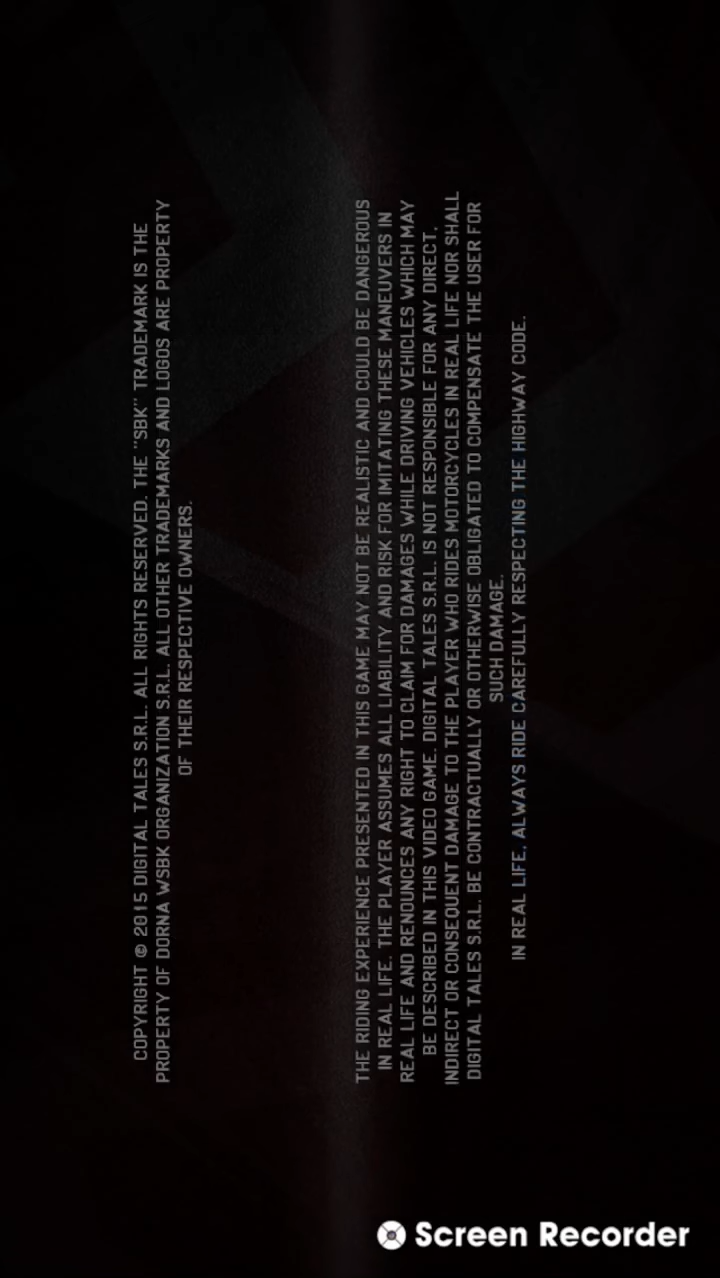 COPYRIGHT © 2015 DIGITAL TALES S.R.L. ALL RIGHTS RESERVED. THE "SBK" TRADEMARK IS THE
PROPERTY OF DORNA WSBK ORGANIZATION S.R.L. ALL OTHER TRADEMARKS AND LOGOS ARE PROPERTY
OF THEIR RESPECTIVE OWNERS.
THE RIDING EXPERIENCE PRESENTED IN THIS GAME MAY NOT BE REALISTIC AND COULD BE DANGEROUS
IN REAL LIFE. THE PLAYER ASSUMES ALL LIABILITY AND RISK FOR IMITATING THESE MANEUVERS IN
REAL LIFE AND RENOUNCES ANY RIGHT TO CLAIM FOR DAMAGES WHILE DRIVING VEHICLES WHICH MAY
BE DESCRIBED IN THIS VIDEO GAME. DIGITAL TALES S.R.L. IS NOT RESPONSIBLE FOR ANY DIRECT,
INDIRECT OR CONSEQUENT DAMAGE TO THE PLAYER WHO RIDES MOTORCYCLES IN REAL LIFE NOR SHALL
DIGITAL TALES S.R.L. BE CONTRACTUALLY OR OTHERWISE OBLIGATED TO COMPENSATE THE USER FOR
SUCH DAMAGE.
IN REAL LIFE, ALWAYS RIDE CAREFULLY RESPECTING THE HIGHWAY CODE.
Screen Recorder